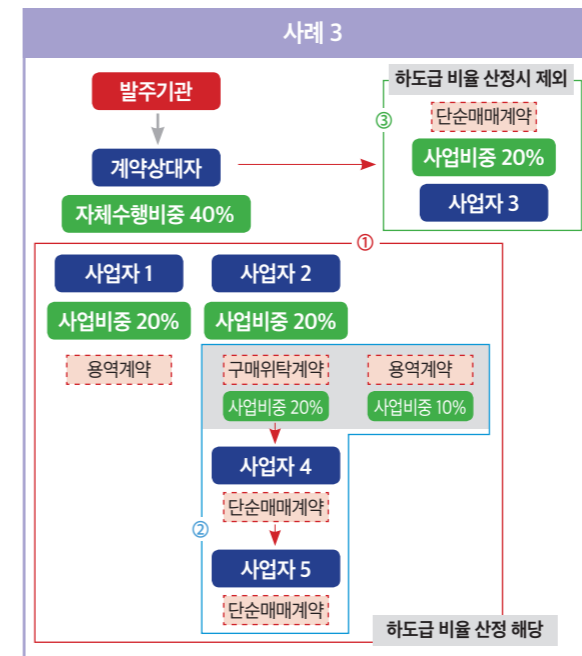 사례 3
발주기관
계약상대자
자체수행비중 40%
하도급 비율 산정시 제외
③
단순매매계약
사업비중 20%
사업자 3
①
사업자 1
사업자 2
사업비중 20%
사업비중 20%
용역계약
구매위탁계약
용역계약
사업비중 20%
사업비중 10%
사업자 4
단순매매계약
②
사업자 5
단순매매계약
하도급 비율 산정 해당